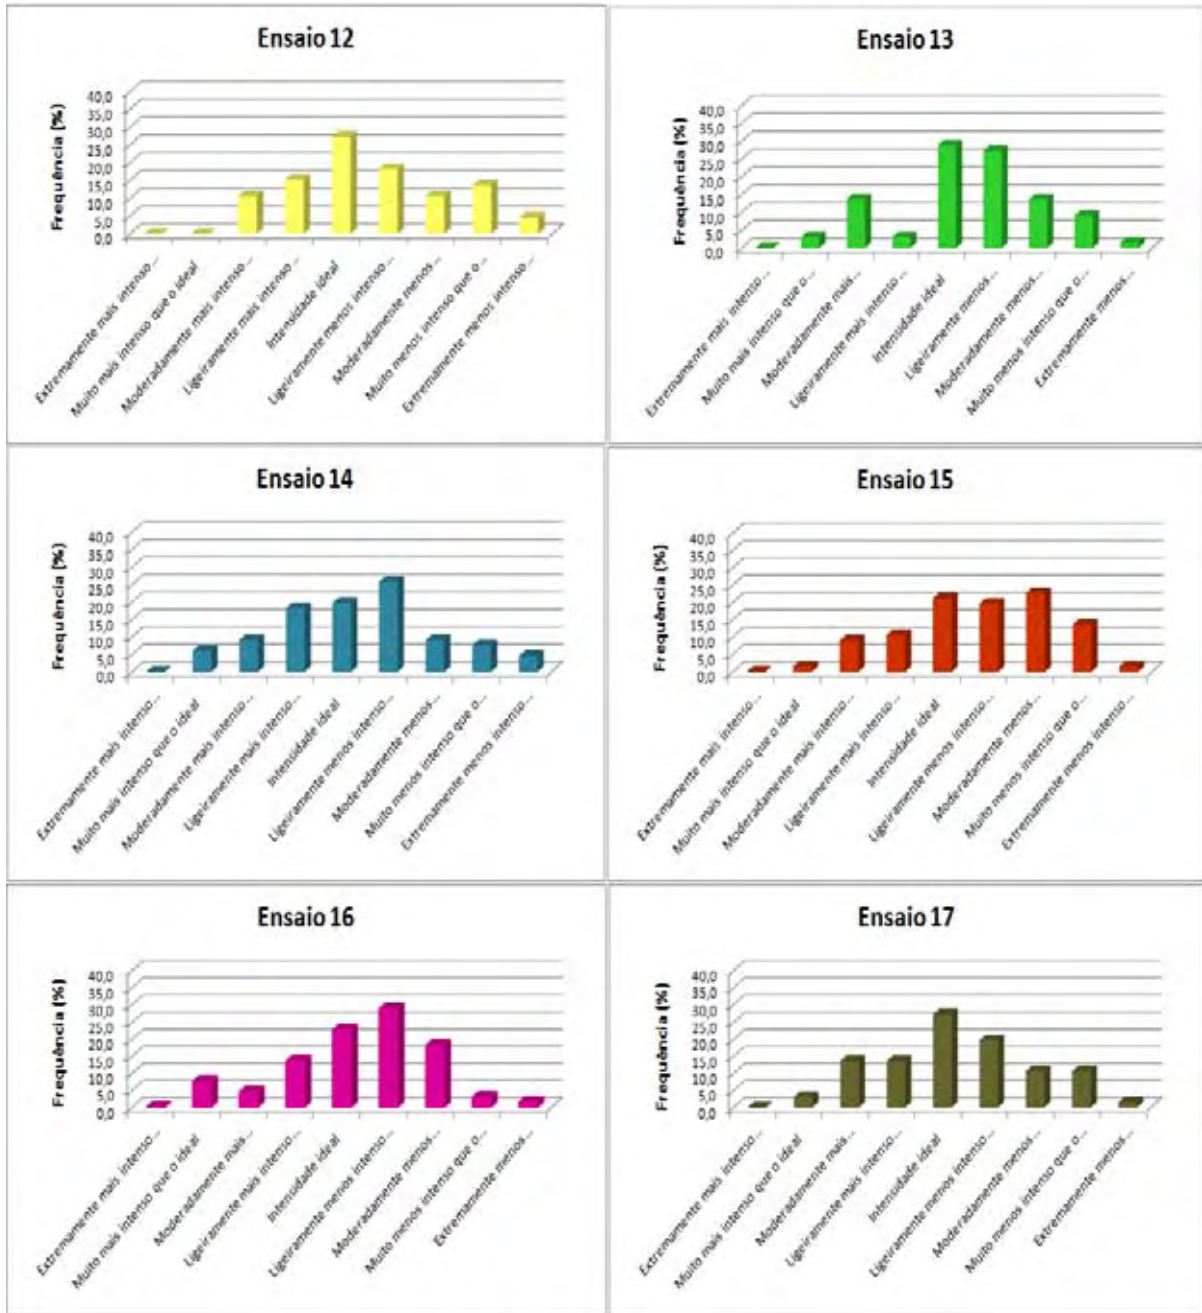 Ensaio 12
Frequência (%)
40,0
35,0
30,0
25,0
20,0
15,0
10,0
5,0
0,0
Extremamente mais intenso...
Muito mais intenso que o ideal
Moderadamente mais intenso...
Ligeiramente mais intenso...
Intensidade ideal
Ligeiramente menos intenso...
Moderadamente menos...
Muito menos intenso que o...
Extremamente menos intenso...
Ensaio 13
Frequência (%)
40,0
35,0
30,0
25,0
20,0
15,0
10,0
5,0
0,0
Extremamente mais intenso...
Muito mais intenso que o...
Moderadamente mais...
Ligeiramente mais intenso...
Intensidade ideal
Ligeiramente menos...
Moderadamente menos...
Muito menos intenso que o...
Extremamente menos...
Ensaio 14
Frequência (%)
40,0
35,0
30,0
25,0
20,0
15,0
10,0
5,0
0,0
Extremamente mais intenso...
Muito mais intenso que o ideal
Moderadamente mais intenso...
Ligeiramente mais intenso...
Intensidade ideal
Ligeiramente menos intenso...
Moderadamente menos...
Muito menos intenso que o...
Extremamente menos intenso...
Ensaio 15
Frequência (%)
40,0
35,0
30,0
25,0
20,0
15,0
10,0
5,0
0,0
Extremamente mais intenso...
Muito mais intenso que o ideal
Moderadamente mais intenso...
Ligeiramente mais intenso...
Intensidade ideal
Ligeiramente menos intenso...
Moderadamente menos...
Muito menos intenso que o...
Extremamente menos intenso...
Ensaio 16
Frequência (%)
40,0
35,0
30,0
25,0
20,0
15,0
10,0
5,0
0,0
Extremamente mais intenso...
Muito mais intenso que o ideal
Moderadamente mais...
Ligeiramente mais intenso...
Intensidade ideal
Ligeiramente menos intenso...
Moderadamente menos...
Muito menos intenso que o...
Extremamente menos...
Ensaio 17
Frequência (%)
40,0
35,0
30,0
25,0
20,0
15,0
10,0
5,0
0,0
Extremamente mais intenso...
Muito mais intenso que o ideal
Moderadamente mais...
Ligeiramente mais intenso...
Intensidade ideal
Ligeiramente menos intenso...
Moderadamente menos...
Muito menos intenso que o...
Extremamente menos...